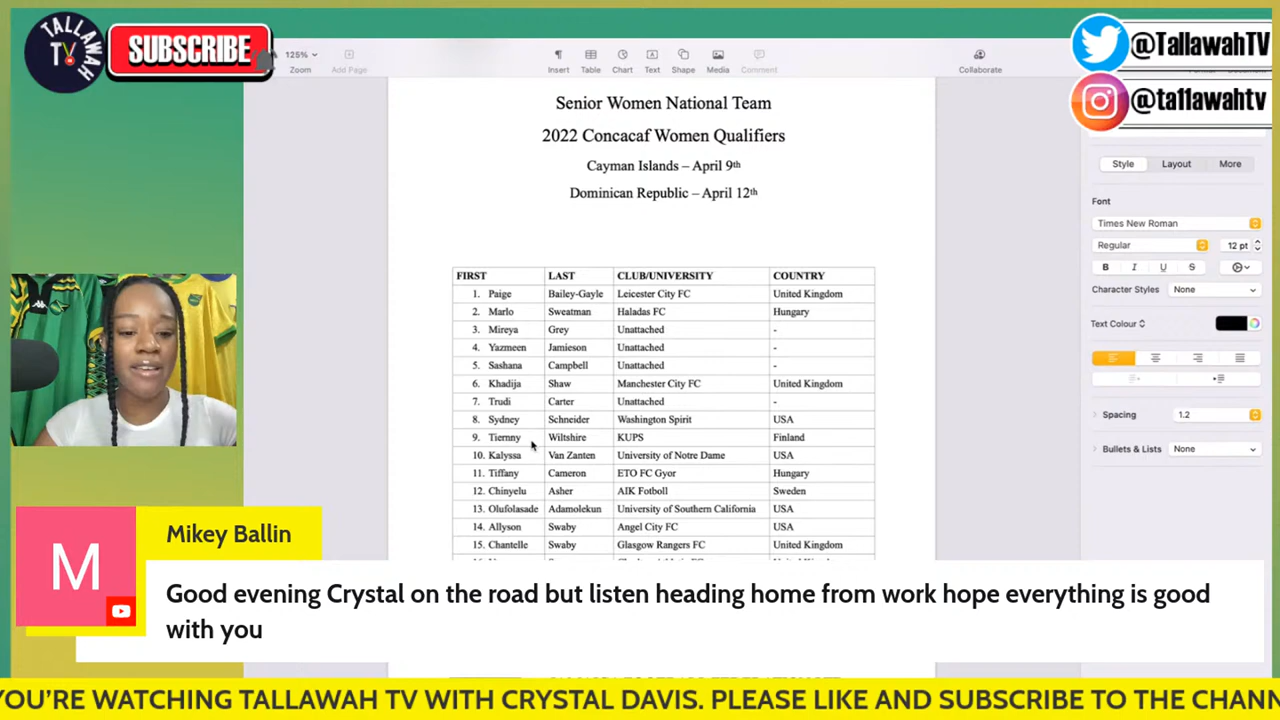 TALLAWAH
TV
SUBSCRIBE
@TallawahTV
@tallawahtv
125%
Zoom
Add Page
Insert
Table
Chart
Text
Shape
Media
Comment
Collaborate
Senior Women National Team
2022 Concacaf Women Qualifiers
Cayman Islands – April 9th
Dominican Republic – April 12th
FIRST LAST CLUB/UNIVERSITY COUNTRY
1. Paige Bailey-Gayle Leicester City FC United Kingdom
2. Marlo Sweatman Haladas FC Hungary
3. Mireya Grey Unattached -
4. Yazmeen Jamieson Unattached -
5. Sashana Campbell Unattached -
6. Khadija Shaw Manchester City FC United Kingdom
7. Trudi Carter Unattached -
8. Sydney Schneider Washington Spirit USA
9. Tiernny Wiltshire KUPS Finland
10. Kalyssa Van Zanten University of Notre Dame USA
11. Tiffany Cameron ETO FC Gyor Hungary
12. Chinyelu Asher AIK Fotboll Sweden
13. Olufolasade Adamolekun University of Southern California USA
14. Allyson Swaby Angel City FC USA
15. Chantelle Swaby Glasgow Rangers FC United Kingdom
Style
Layout
More
Font
Times New Roman
Regular
12 pt
B I U S
Character Styles None
Text Colour
Spacing 1.2
Bullets & Lists None
M
Mikey Ballin
Good evening Crystal on the road but listen heading home from work hope everything is good
with you
YOU'RE WATCHING TALLAWAH TV WITH CRYSTAL DAVIS. PLEASE LIKE AND SUBSCRIBE TO THE CHANN